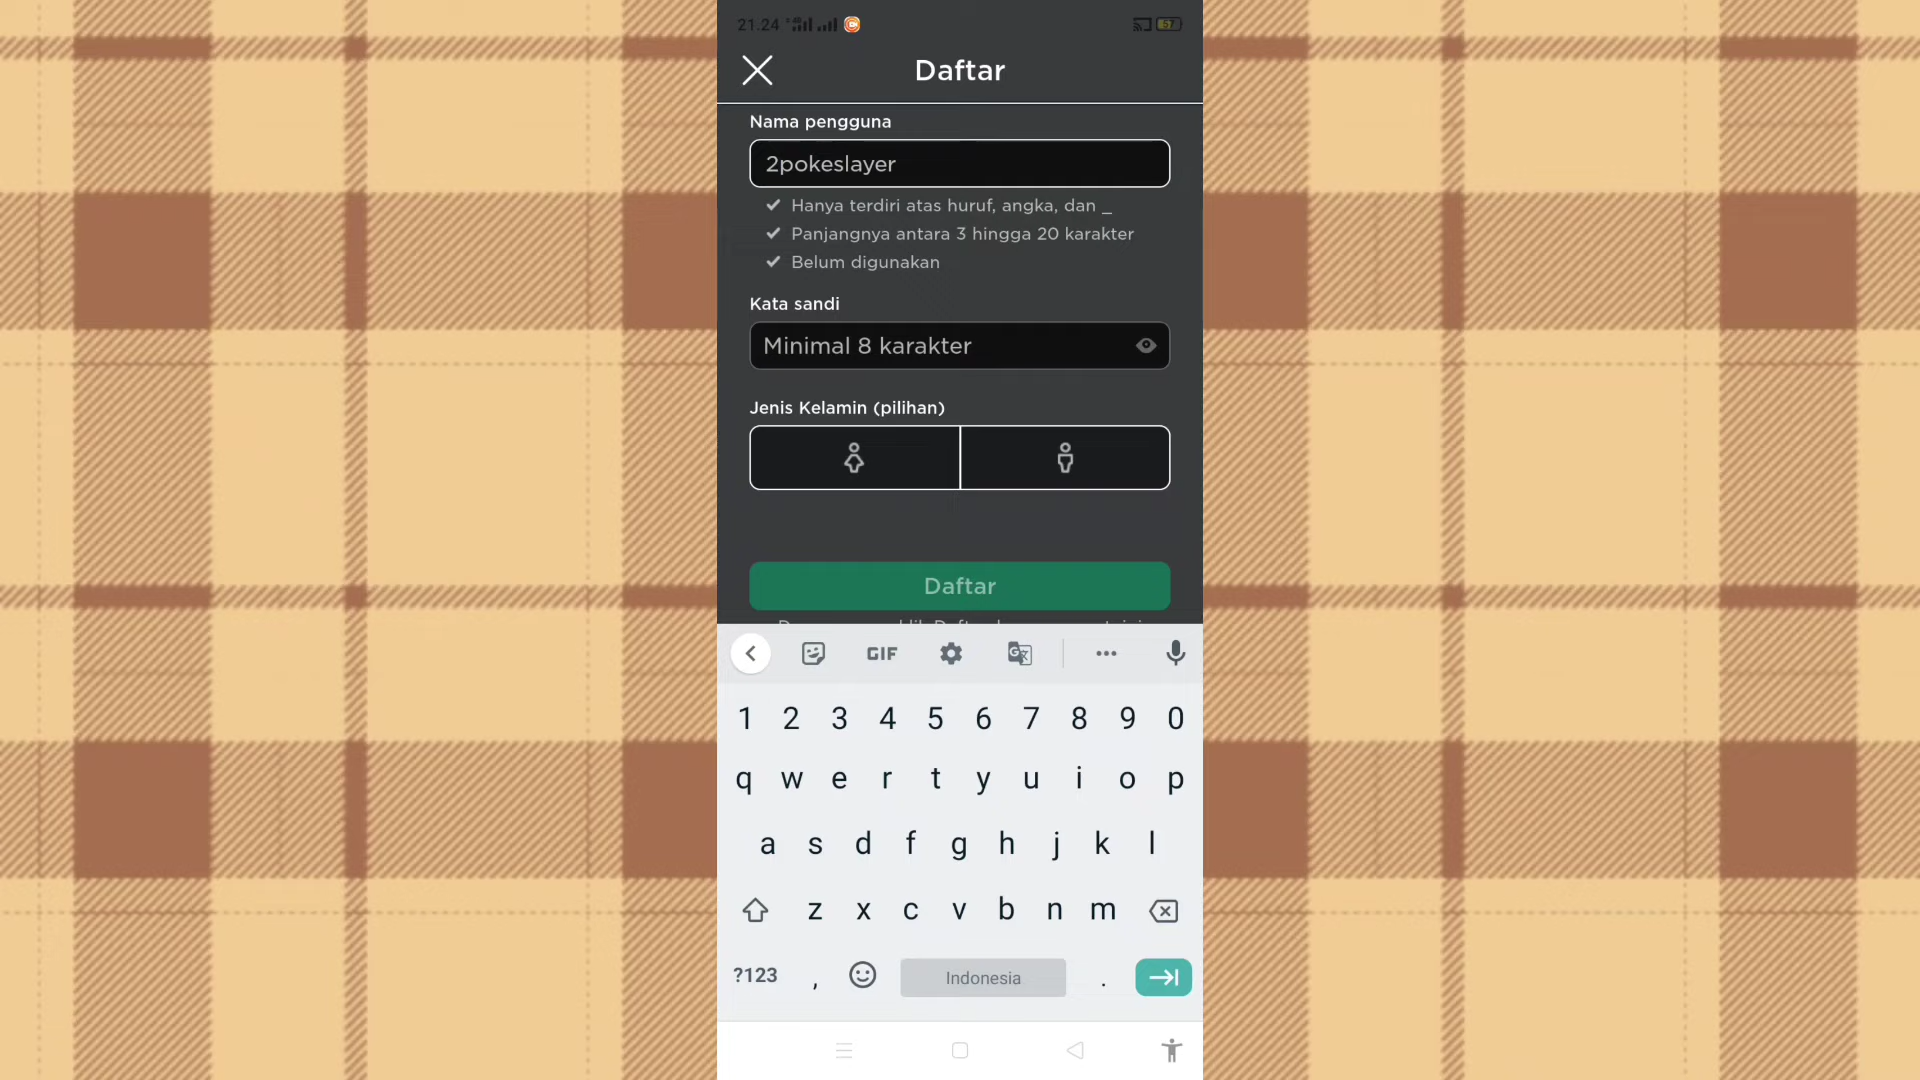 21.24
57
Daftar
Nama pengguna
2pokeslayer
Hanya terdiri atas huruf, angka, dan _
Panjangnya antara 3 hingga 20 karakter
Belum digunakan
Kata sandi
Minimal 8 karakter
Jenis Kelamin (pilihan)
Daftar
GIF
1 2 3 4 5 6 7 8 9 0
q w e r t y u i o p
a s d f g h j k l
z x c v b n m
?123 , Indonesia .